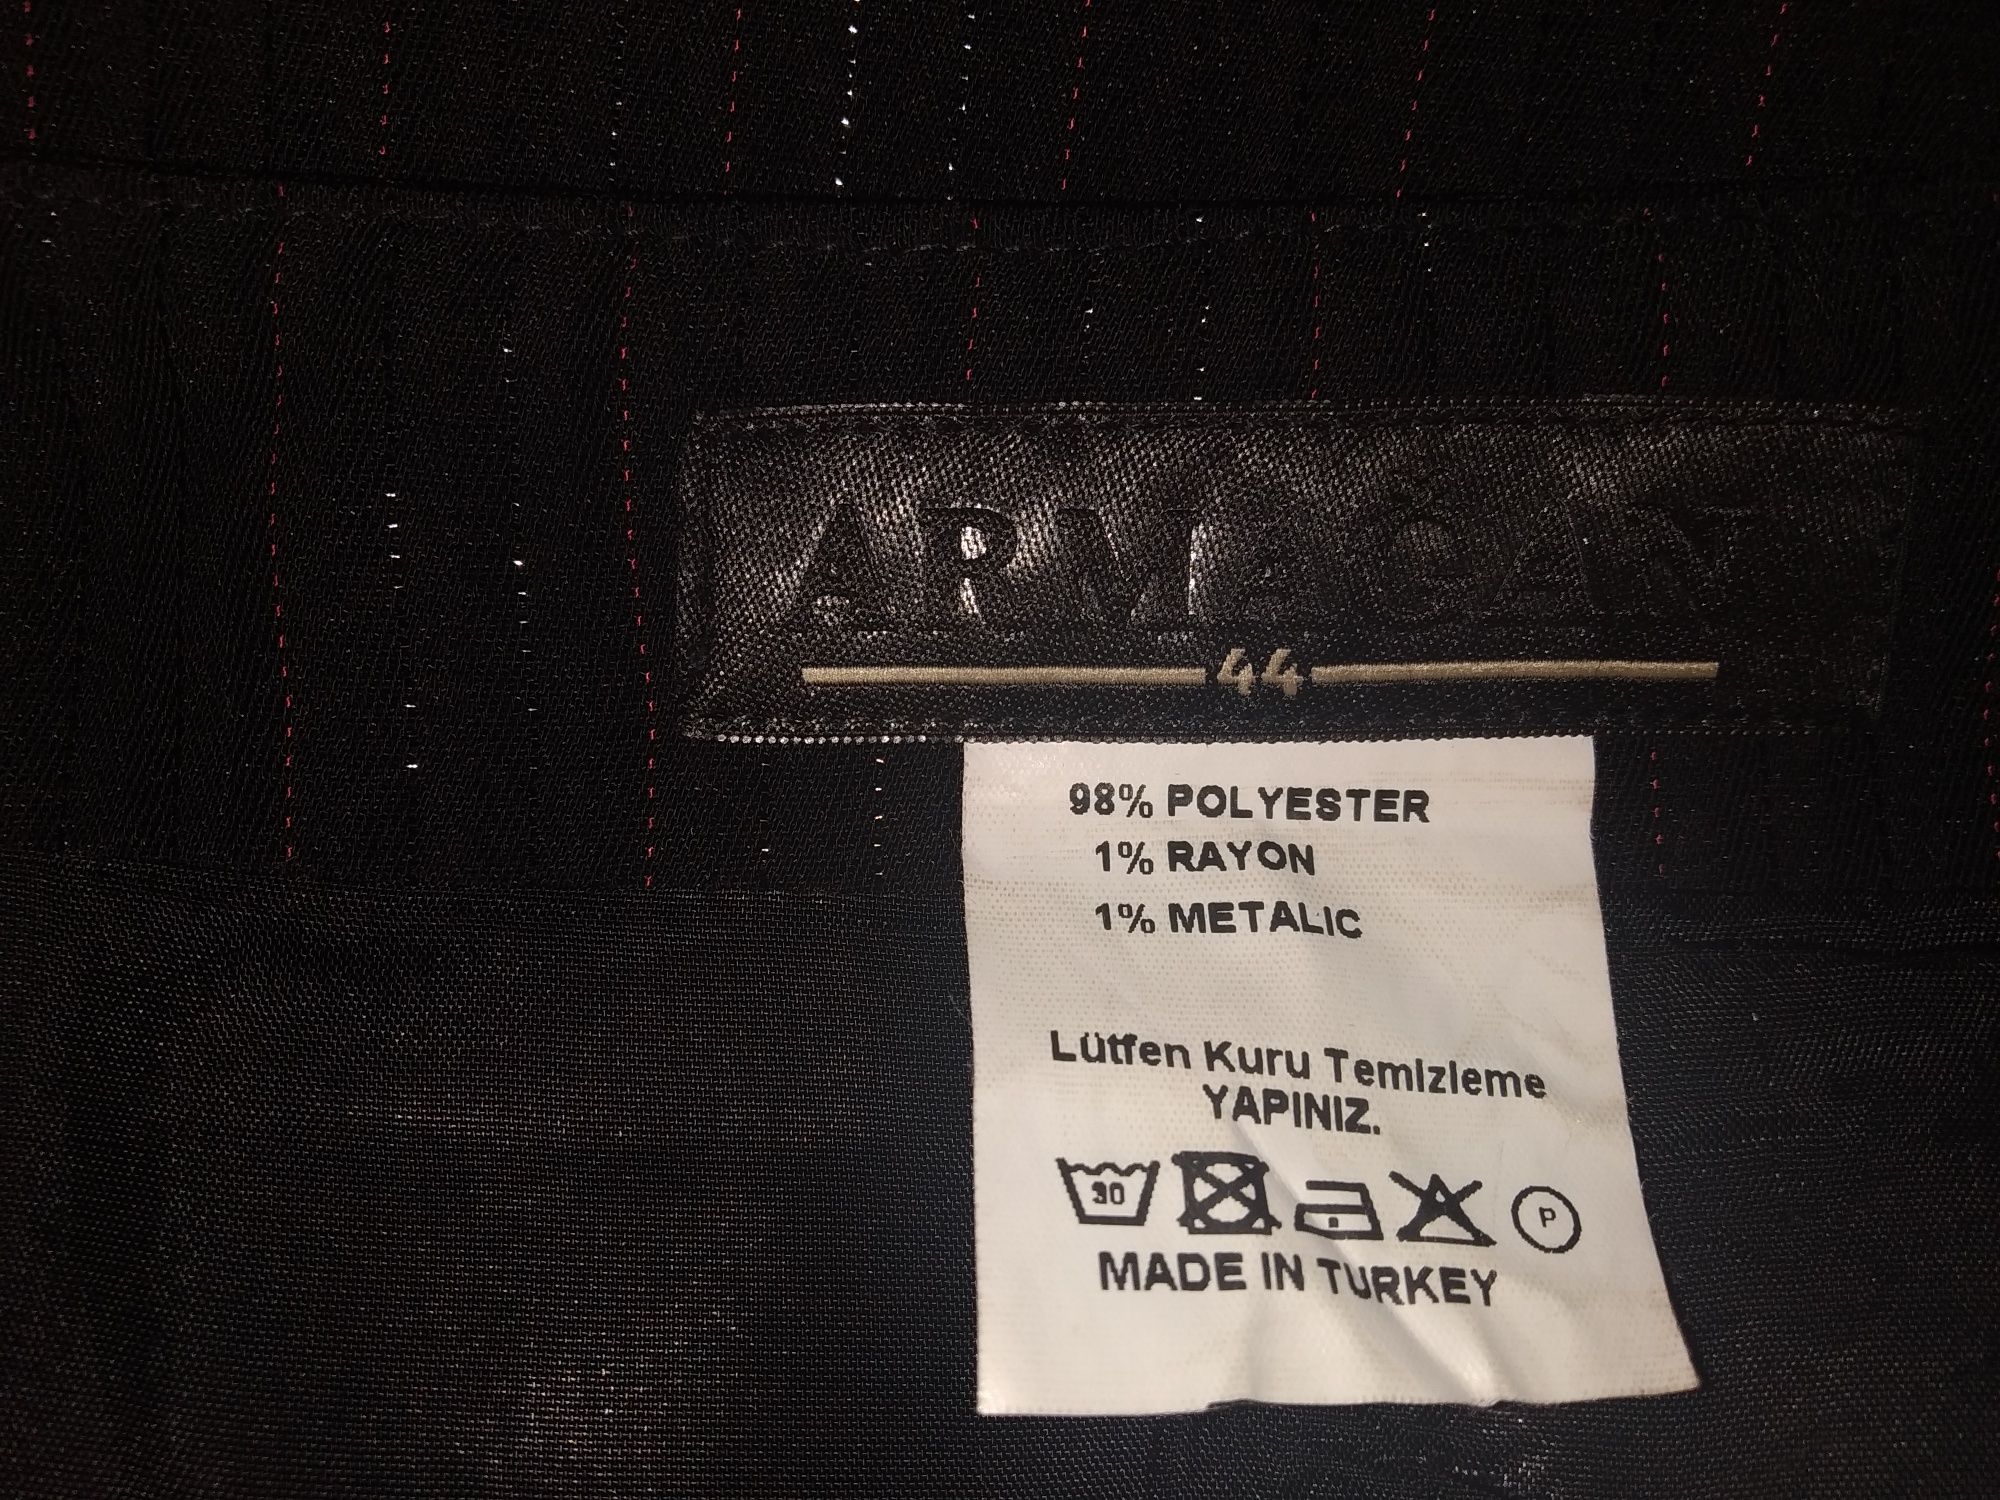 ARMAĞAN
44
98% POLYESTER
1% RAYON
1% METALIC
Lütfen Kuru Temizleme
YAPINIZ.
30
P
MADE IN TURKEY